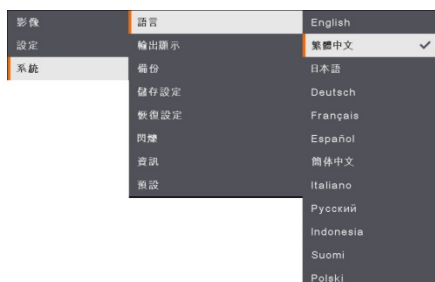 影像
設定
系統
語言
輸出顯示
備份
儲存設定
恢復設定
閃爍
資訊
預設
English
繁體中文
日本語
Deutsch
Français
Español
简体中文
Italiano
Русский
Indonesia
Suomi
Polski